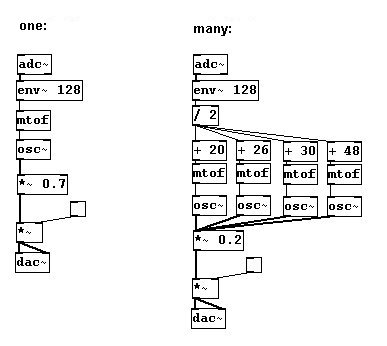 one:
adc~
env~ 128
mtof
osc~
*~ 0.7
*~
dac~
many:
adc~
env~ 128
/ 2
+ 20 + 26 + 30 + 48
mtof mtof mtof mtof
osc~ osc~ osc~ osc~
*~ 0.2
*~
dac~